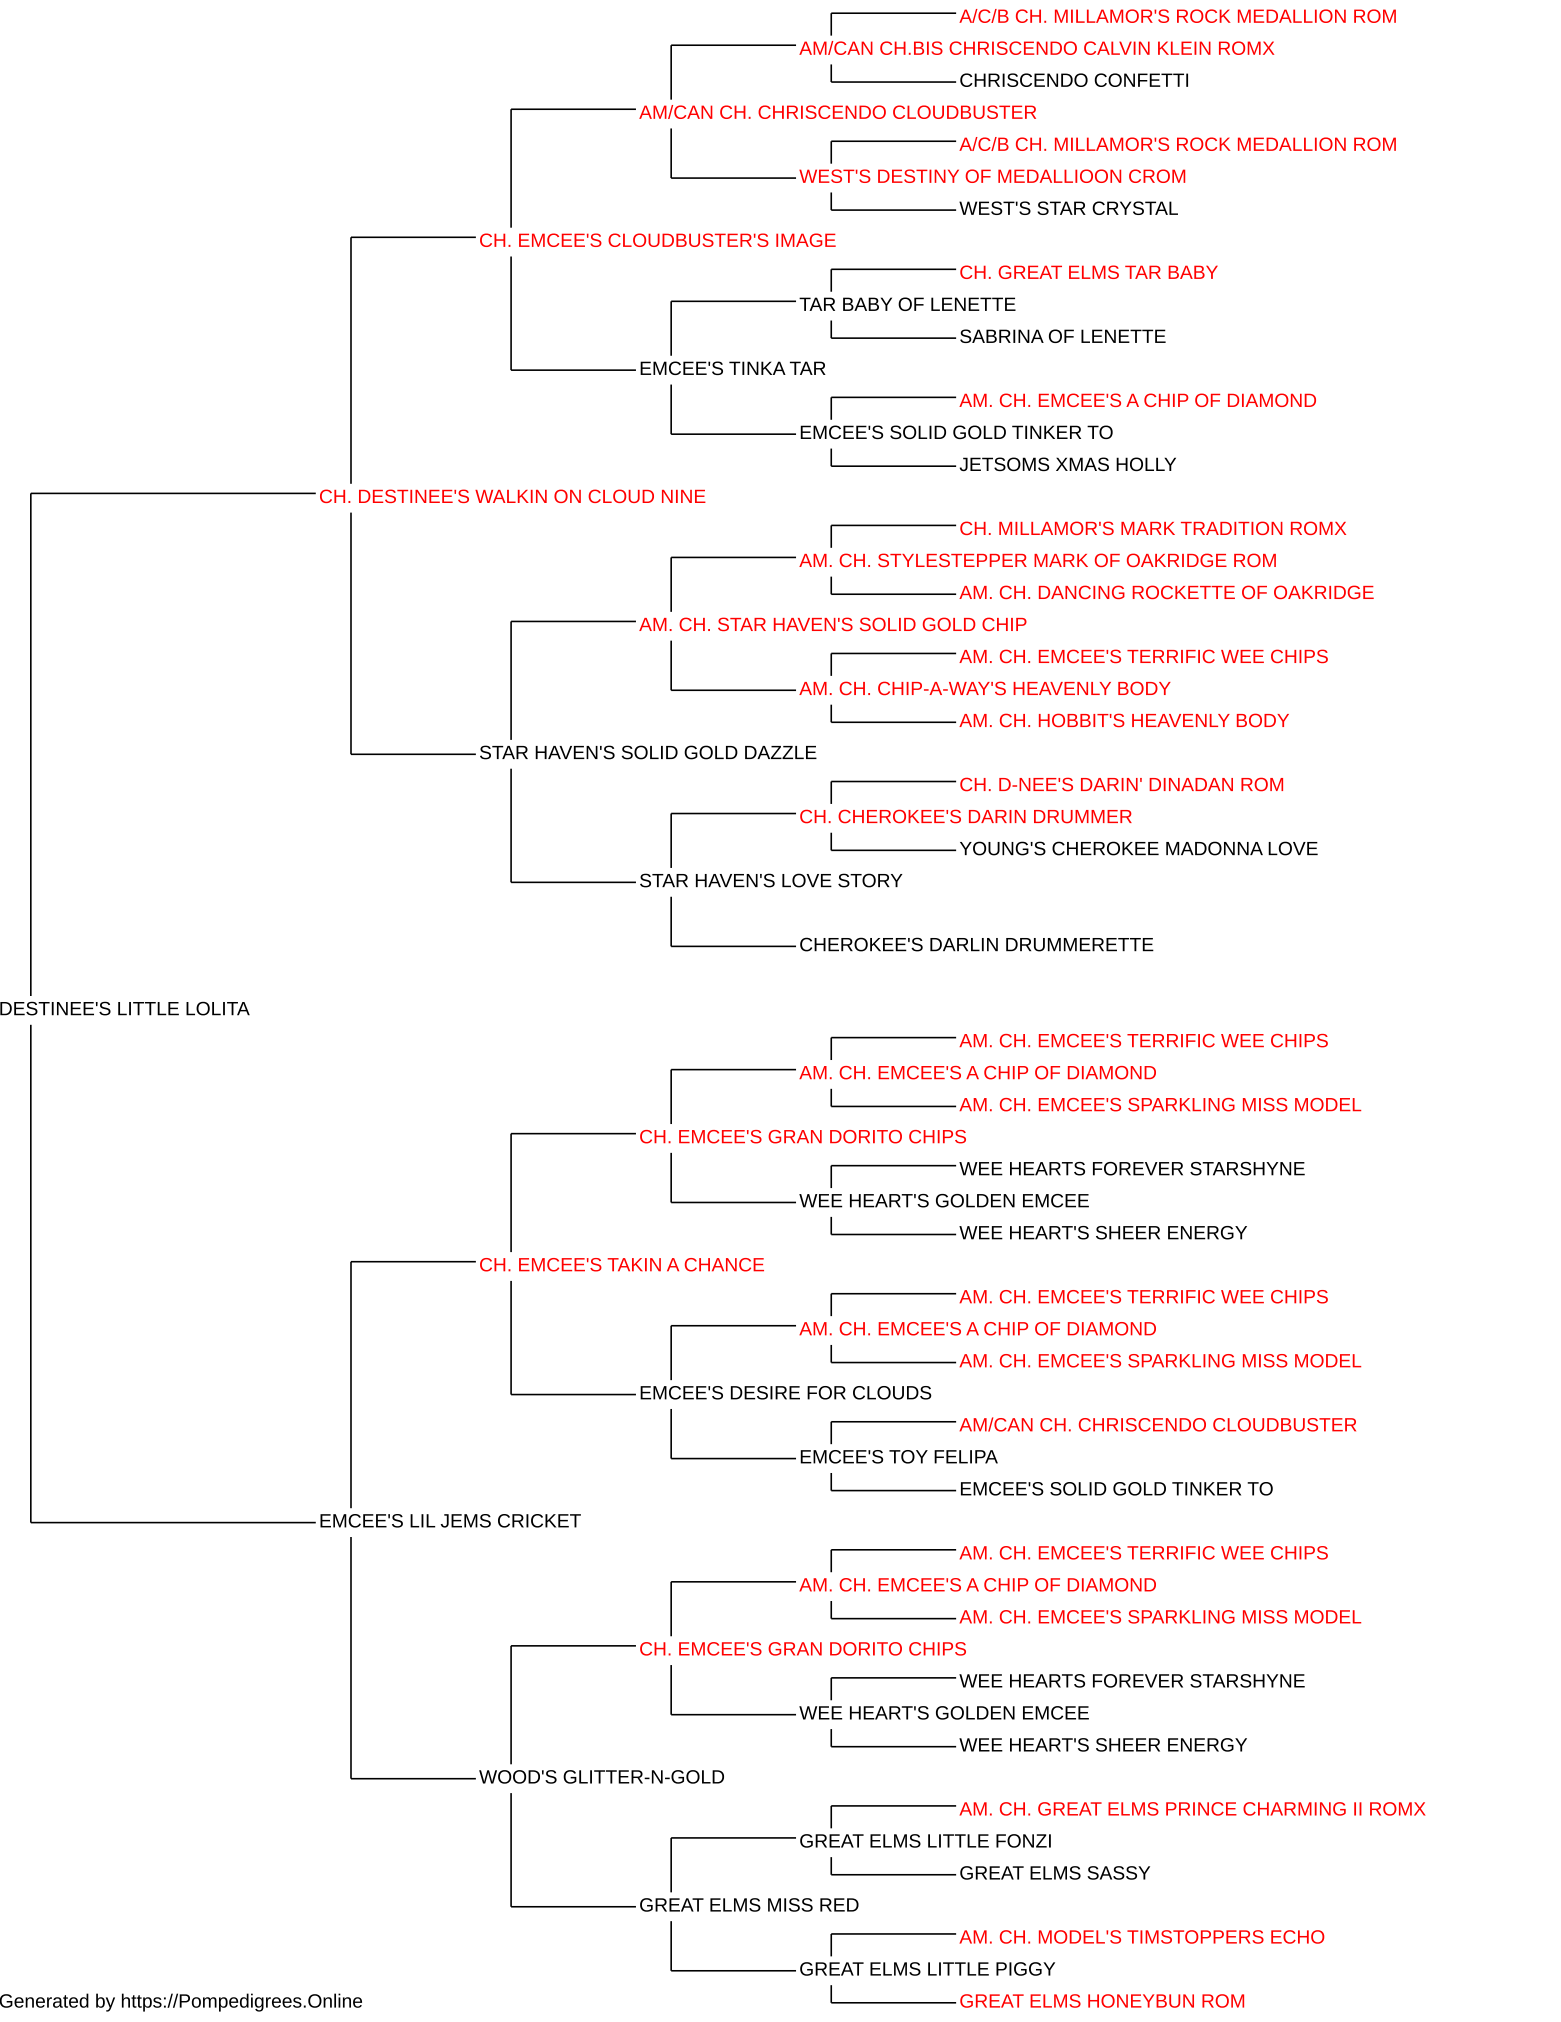 A/C/B CH. MILLAMOR'S ROCK MEDALLION ROM
AM/CAN CH.BIS CHRISCENDO CALVIN KLEIN ROMX
CHRISCENDO CONFETTI
AM/CAN CH. CHRISCENDO CLOUDBUSTER
A/C/B CH. MILLAMOR'S ROCK MEDALLION ROM
WEST'S DESTINY OF MEDALLIOON CROM
WEST'S STAR CRYSTAL
CH. EMCEE'S CLOUDBUSTER'S IMAGE
CH. GREAT ELMS TAR BABY
TAR BABY OF LENETTE
SABRINA OF LENETTE
EMCEE'S TINKA TAR
AM. CH. EMCEE'S A CHIP OF DIAMOND
EMCEE'S SOLID GOLD TINKER TO
JETSOMS XMAS HOLLY
CH. DESTINEE'S WALKIN ON CLOUD NINE
CH. MILLAMOR'S MARK TRADITION ROMX
AM. CH. STYLESTEPPER MARK OF OAKRIDGE ROM
AM. CH. DANCING ROCKETTE OF OAKRIDGE
AM. CH. STAR HAVEN'S SOLID GOLD CHIP
AM. CH. EMCEE'S TERRIFIC WEE CHIPS
AM. CH. CHIP-A-WAY'S HEAVENLY BODY
AM. CH. HOBBIT'S HEAVENLY BODY
STAR HAVEN'S SOLID GOLD DAZZLE
CH. D-NEE'S DARIN' DINADAN ROM
CH. CHEROKEE'S DARIN DRUMMER
YOUNG'S CHEROKEE MADONNA LOVE
STAR HAVEN'S LOVE STORY
CHEROKEE'S DARLIN DRUMMERETTE
DESTINEE'S LITTLE LOLITA
AM. CH. EMCEE'S TERRIFIC WEE CHIPS
AM. CH. EMCEE'S A CHIP OF DIAMOND
AM. CH. EMCEE'S SPARKLING MISS MODEL
CH. EMCEE'S GRAN DORITO CHIPS
WEE HEARTS FOREVER STARSHYNE
WEE HEART'S GOLDEN EMCEE
WEE HEART'S SHEER ENERGY
CH. EMCEE'S TAKIN A CHANCE
AM. CH. EMCEE'S TERRIFIC WEE CHIPS
AM. CH. EMCEE'S A CHIP OF DIAMOND
AM. CH. EMCEE'S SPARKLING MISS MODEL
EMCEE'S DESIRE FOR CLOUDS
AM/CAN CH. CHRISCENDO CLOUDBUSTER
EMCEE'S TOY FELIPA
EMCEE'S SOLID GOLD TINKER TO
EMCEE'S LIL JEMS CRICKET
AM. CH. EMCEE'S TERRIFIC WEE CHIPS
AM. CH. EMCEE'S A CHIP OF DIAMOND
AM. CH. EMCEE'S SPARKLING MISS MODEL
CH. EMCEE'S GRAN DORITO CHIPS
WEE HEARTS FOREVER STARSHYNE
WEE HEART'S GOLDEN EMCEE
WEE HEART'S SHEER ENERGY
WOOD'S GLITTER-N-GOLD
AM. CH. GREAT ELMS PRINCE CHARMING II ROMX
GREAT ELMS LITTLE FONZI
GREAT ELMS SASSY
GREAT ELMS MISS RED
AM. CH. MODEL'S TIMSTOPPERS ECHO
GREAT ELMS LITTLE PIGGY
GREAT ELMS HONEYBUN ROM
Generated by https://Pompedigrees.Online